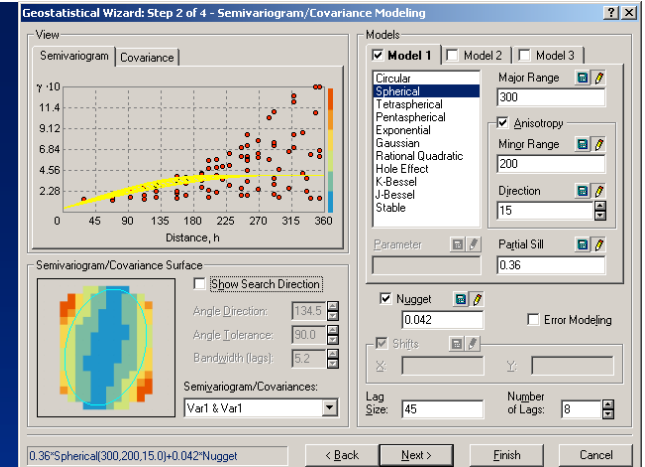 Geostatistical Wizard: Step 2 of 4 - Semivariogram/Covariance Modeling
View
Semivariogram
Covariance
γ·10
11.4
9.12
6.84
4.56
2.28
0 45 90 135 180 225 270 315 360
Distance, h
Semivariogram/Covariance Surface
Show Search Direction
Angle Direction: 134.5
Angle Tolerance: 90.0
Bandwidth (lags): 5.2
Semivariogram/Covariances:
Var1 & Var1
Models
Model 1
Model 2
Model 3
Circular
Spherical
Tetraspherical
Pentaspherical
Exponential
Gaussian
Rational Quadratic
Hole Effect
K-Bessel
J-Bessel
Stable
Major Range
300
Anisotropy
Minor Range
200
Direction
15
Parameter
Partial Sill
0.36
Nugget
0.042
Error Modeling
Shifts
X:
Y:
Lag Size: 45
Number of Lags: 8
0.36*Spherical(300,200,15.0)+0.042*Nugget
< Back
Next >
Finish
Cancel